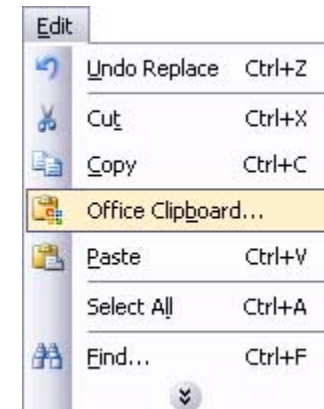 Edit
Undo Replace Ctrl+Z
Cut Ctrl+X
Copy Ctrl+C
Office Clipboard...
Paste Ctrl+V
Select All Ctrl+A
Find... Ctrl+F